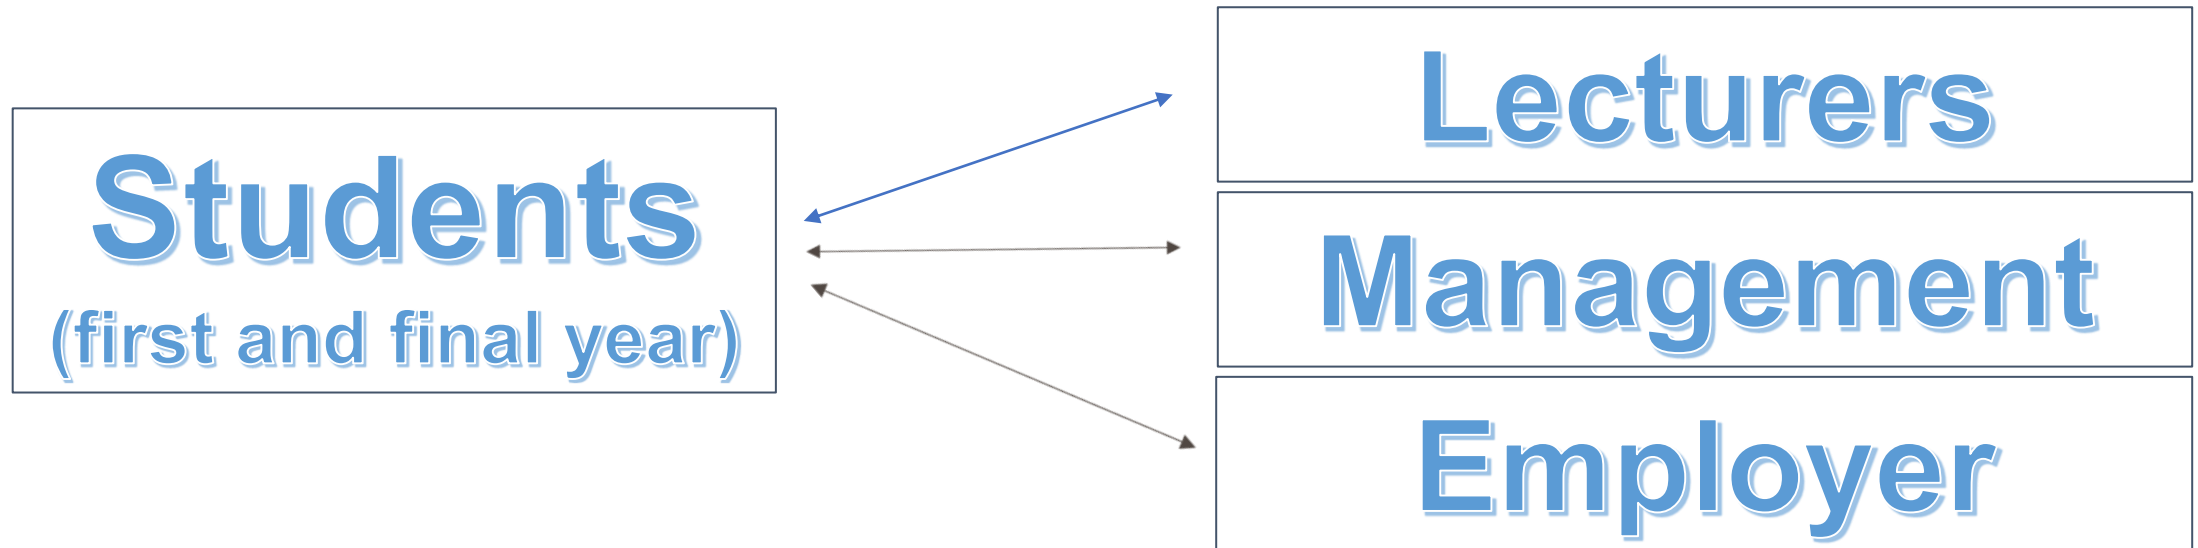 Students
(first and final year)
Lecturers
Management
Employer